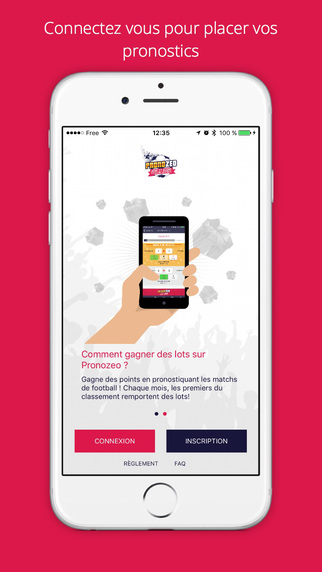 Connectez vous pour placer vos
pronostics
Free 12:35 100 %
PRONOZEO
Comment gagner des lots sur
Pronozeo ?
Gagne des points en pronostiquant les matchs
de football ! Chaque mois, les premiers du
classement remportent des lots!
CONNEXION INSCRIPTION
RÈGLEMENT FAQ